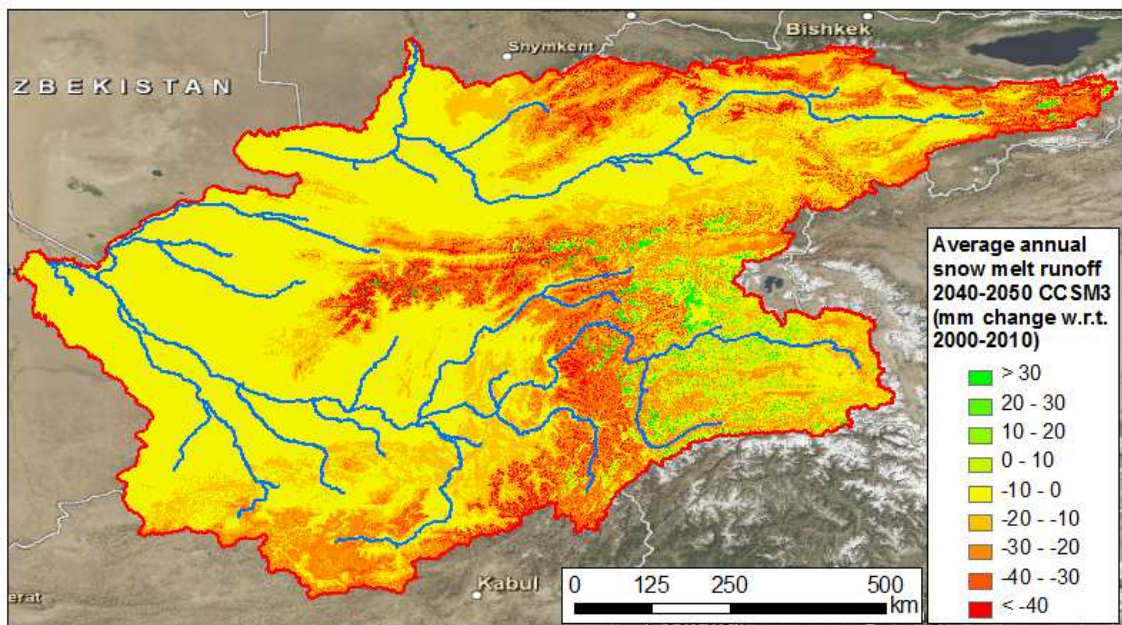 Bishkek
Shymkent
ZBEKISTAN
Average annual
snow melt runoff
2040-2050 CCSM3
(mm change w.r.t.
2000-2010)
> 30
20 - 30
10 - 20
0 - 10
-10 - 0
-20 - -10
-30 - -20
-40 - -30
< -40
Kabul
erat
0 125 250 500
km